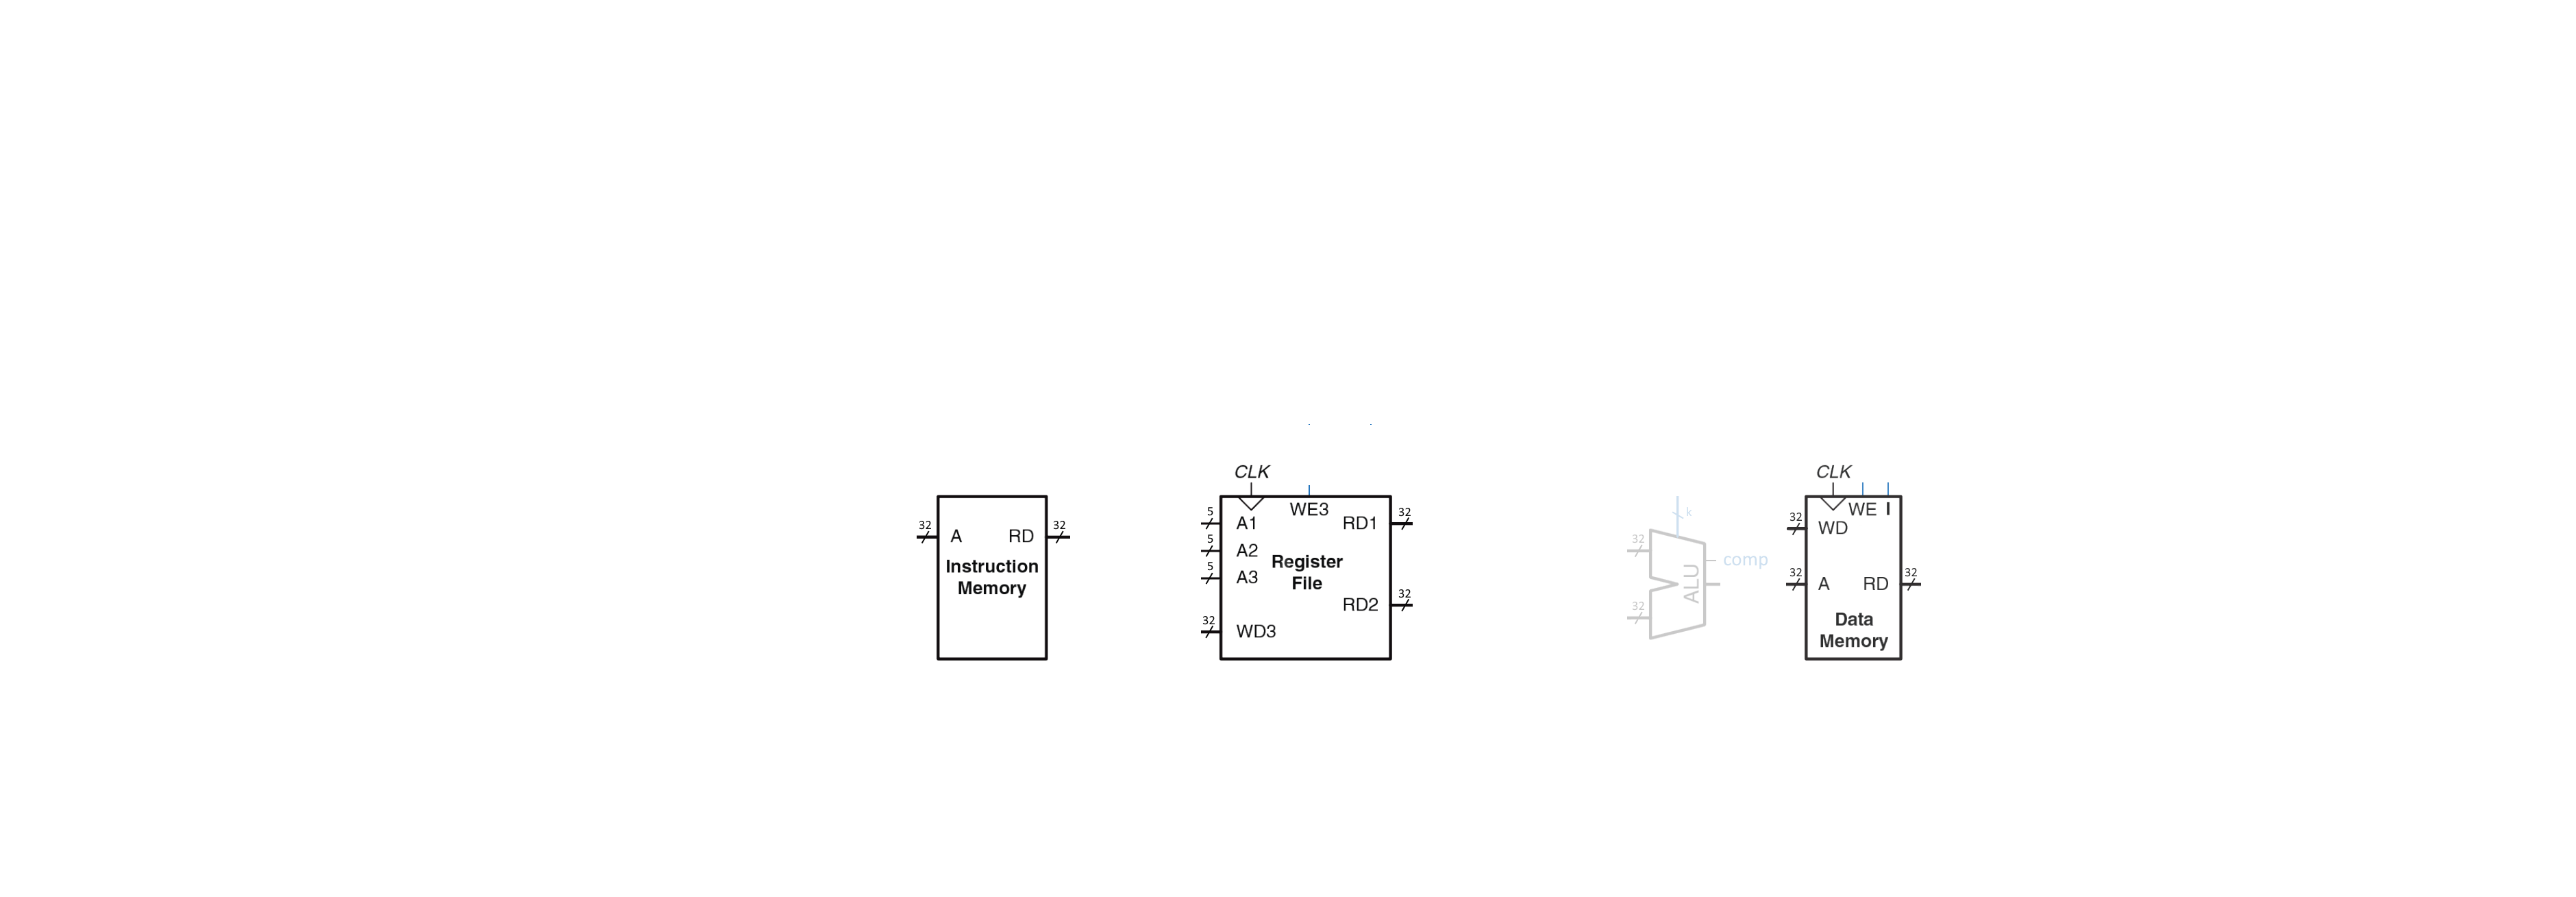 CLK
32
A
RD
32
Instruction
Memory
CLK
WE3
5
A1
5
A2
5
A3
32
WD3
RD1
32
Register
File
RD2
32
k
32
32
ALU
comp
CLK
WE I
32
WD
32
A
RD
32
Data
Memory